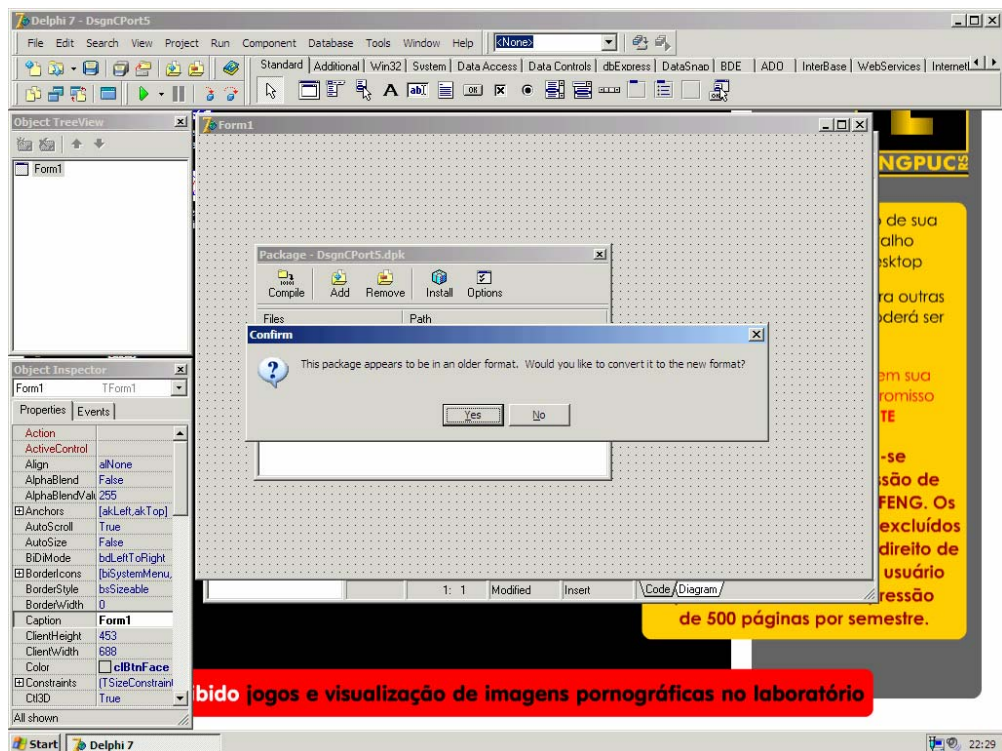 Delphi 7 - DsgnCPort5
File Edit Search View Project Run Component Database Tools Window Help <None>
Standard Additional Win32 System Data Access Data Controls dbExpress DataSnap BDE ADO InterBase WebServices InternetE
Object TreeView
Form1
Form1
NGPUCRS
de sua
alho
esktop
ra outras
oderá ser
em sua
romisso
TE
-se
ssão de
FENG. Os
excluídos
direito de
usuário
ressão
de 500 páginas por semestre.
Package - DsgnCPort5.dpk
Compile Add Remove Install Options
Files Path
Confirm
This package appears to be in an older format. Would you like to convert it to the new format?
Yes No
Object Inspector
Form1 TForm1
Properties Events
Action
ActiveControl
Align alNone
AlphaBlend False
AlphaBlendVal 255
Anchors [akLeft,akTop]
AutoScroll True
AutoSize False
BiDiMode bdLeftToRight
BorderIcons [biSystemMenu,
BorderStyle bsSizeable
BorderWidth 0
Caption Form1
ClientHeight 453
ClientWidth 688
Color clBtnFace
Constraints (TSizeConstraint
Ctl3D True
All shown
1: 1 Modified Insert Code Diagram
ibido jogos e visualização de imagens pornográficas no laboratório
Start Delphi 7 22:29